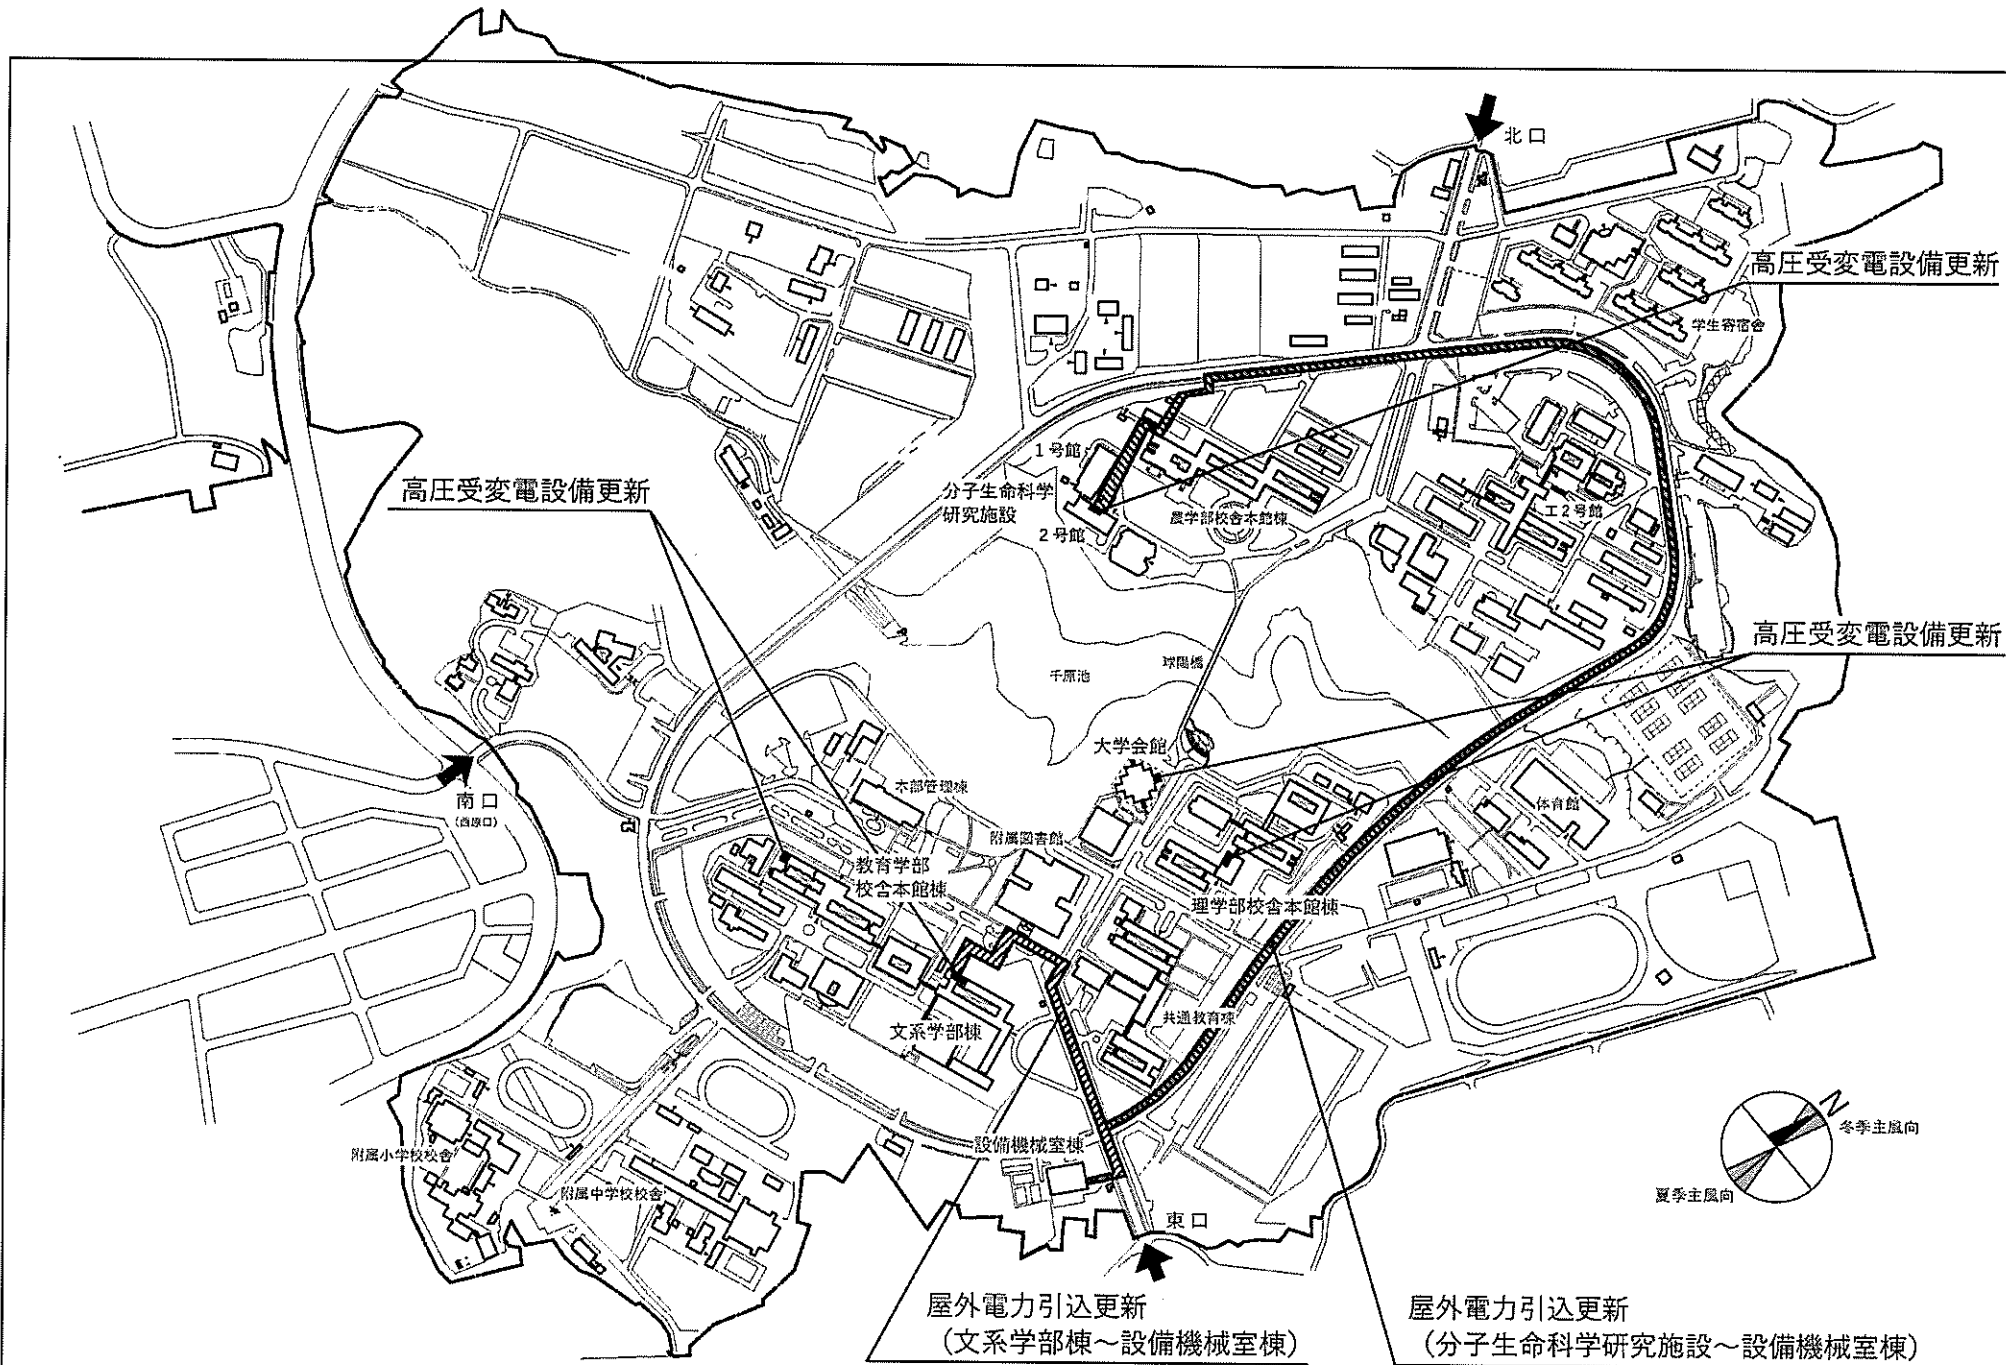 北口
高圧受変電設備更新
学生寄宿舎
1号館
高圧受変電設備更新
分子生命科学
研究施設
農学部校舎本館棟
工2号館
2号館
高圧受変電設備更新
球陽橋
千原池
大学会館
南口
(西原口)
本部管理棟
体育館
附属図書館
教育学部
校舎本館棟
理学部校舎本館棟
共通教育棟
文系学部棟
N
冬季主風向
設備機械室棟
附属小学校校舎
附属中学校校舎
夏季主風向
東口
屋外電力引込更新
(文系学部棟~設備機械室棟)
屋外電力引込更新
(分子生命科学研究施設~設備機械室棟)